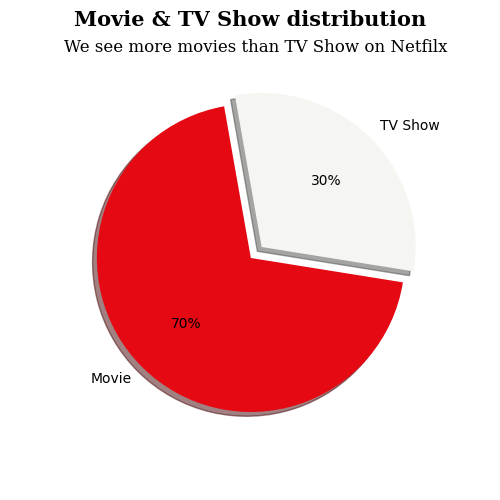 Movie & TV Show distribution
We see more movies than TV Show on Netfilx
TV Show
30%
70%
Movie